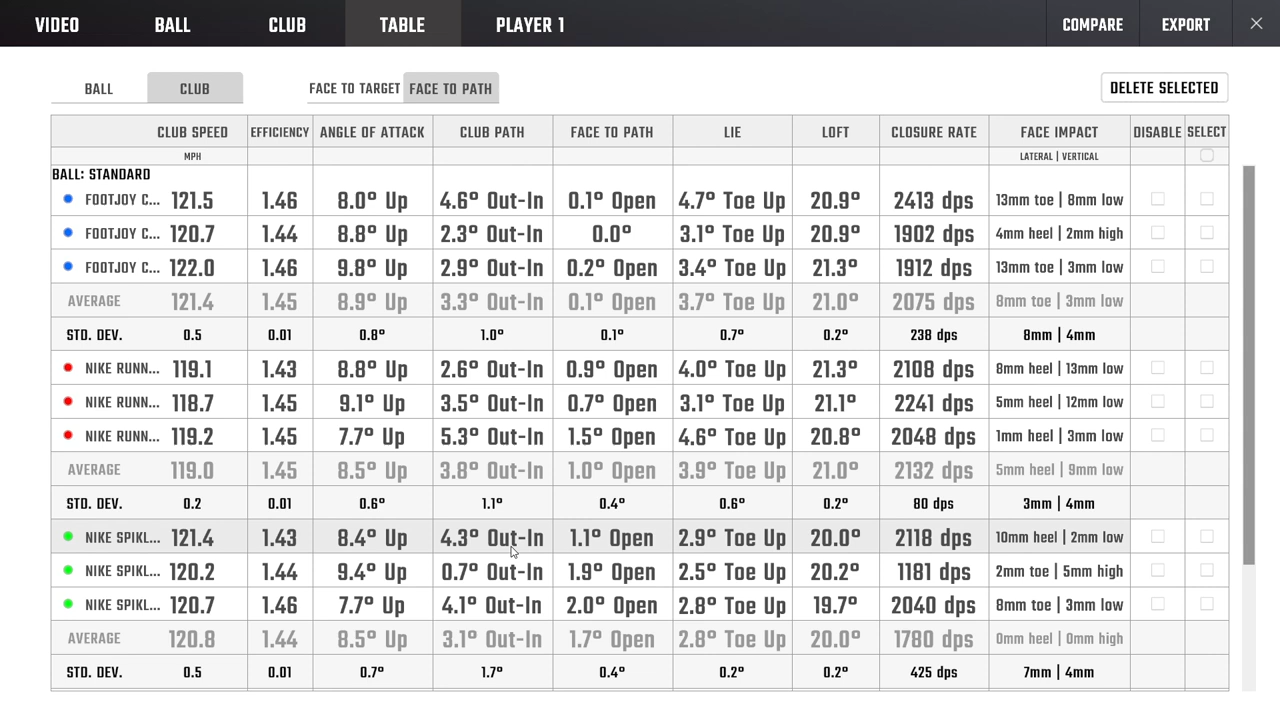 VIDEO BALL CLUB TABLE PLAYER 1 COMPARE EXPORT
BALL CLUB FACE TO TARGET FACE TO PATH DELETE SELECTED
CLUB SPEED EFFICIENCY ANGLE OF ATTACK CLUB PATH FACE TO PATH LIE LOFT CLOSURE RATE FACE IMPACT DISABLE SELECT
MPH LATERAL | VERTICAL
BALL: STANDARD
FOOTJOY C... 121.5 1.46 8.0° Up 4.6° Out-In 0.1° Open 4.7° Toe Up 20.9° 2413 dps 13mm toe | 8mm low
FOOTJOY C... 120.7 1.44 8.8° Up 2.3° Out-In 0.0° 3.1° Toe Up 20.9° 1902 dps 4mm heel | 2mm high
FOOTJOY C... 122.0 1.46 9.8° Up 2.9° Out-In 0.2° Open 3.4° Toe Up 21.3° 1912 dps 13mm toe | 3mm low
AVERAGE 121.4 1.45 8.9° Up 3.3° Out-In 0.1° Open 3.7° Toe Up 21.0° 2075 dps 8mm toe | 3mm low
STD. DEV. 0.5 0.01 0.8° 1.0° 0.1° 0.7° 0.2° 238 dps 8mm | 4mm
NIKE RUNN... 119.1 1.43 8.8° Up 2.6° Out-In 0.9° Open 4.0° Toe Up 21.3° 2108 dps 8mm heel | 13mm low
NIKE RUNN... 118.7 1.45 9.1° Up 3.5° Out-In 0.7° Open 3.1° Toe Up 21.1° 2241 dps 5mm heel | 12mm low
NIKE RUNN... 119.2 1.45 7.7° Up 5.3° Out-In 1.5° Open 4.6° Toe Up 20.8° 2048 dps 1mm heel | 3mm low
AVERAGE 119.0 1.45 8.5° Up 3.8° Out-In 1.0° Open 3.9° Toe Up 21.0° 2132 dps 5mm heel | 9mm low
STD. DEV. 0.2 0.01 0.6° 1.1° 0.4° 0.6° 0.2° 80 dps 3mm | 4mm
NIKE SPIKL... 121.4 1.43 8.4° Up 4.3° Out-In 1.1° Open 2.9° Toe Up 20.0° 2118 dps 10mm heel | 2mm low
NIKE SPIKL... 120.2 1.44 9.4° Up 0.7° Out-In 1.9° Open 2.5° Toe Up 20.2° 1181 dps 2mm toe | 5mm high
NIKE SPIKL... 120.7 1.46 7.7° Up 4.1° Out-In 2.0° Open 2.8° Toe Up 19.7° 2040 dps 8mm toe | 3mm low
AVERAGE 120.8 1.44 8.5° Up 3.1° Out-In 1.7° Open 2.8° Toe Up 20.0° 1780 dps 0mm heel | 0mm high
STD. DEV. 0.5 0.01 0.7° 1.7° 0.4° 0.2° 0.2° 425 dps 7mm | 4mm